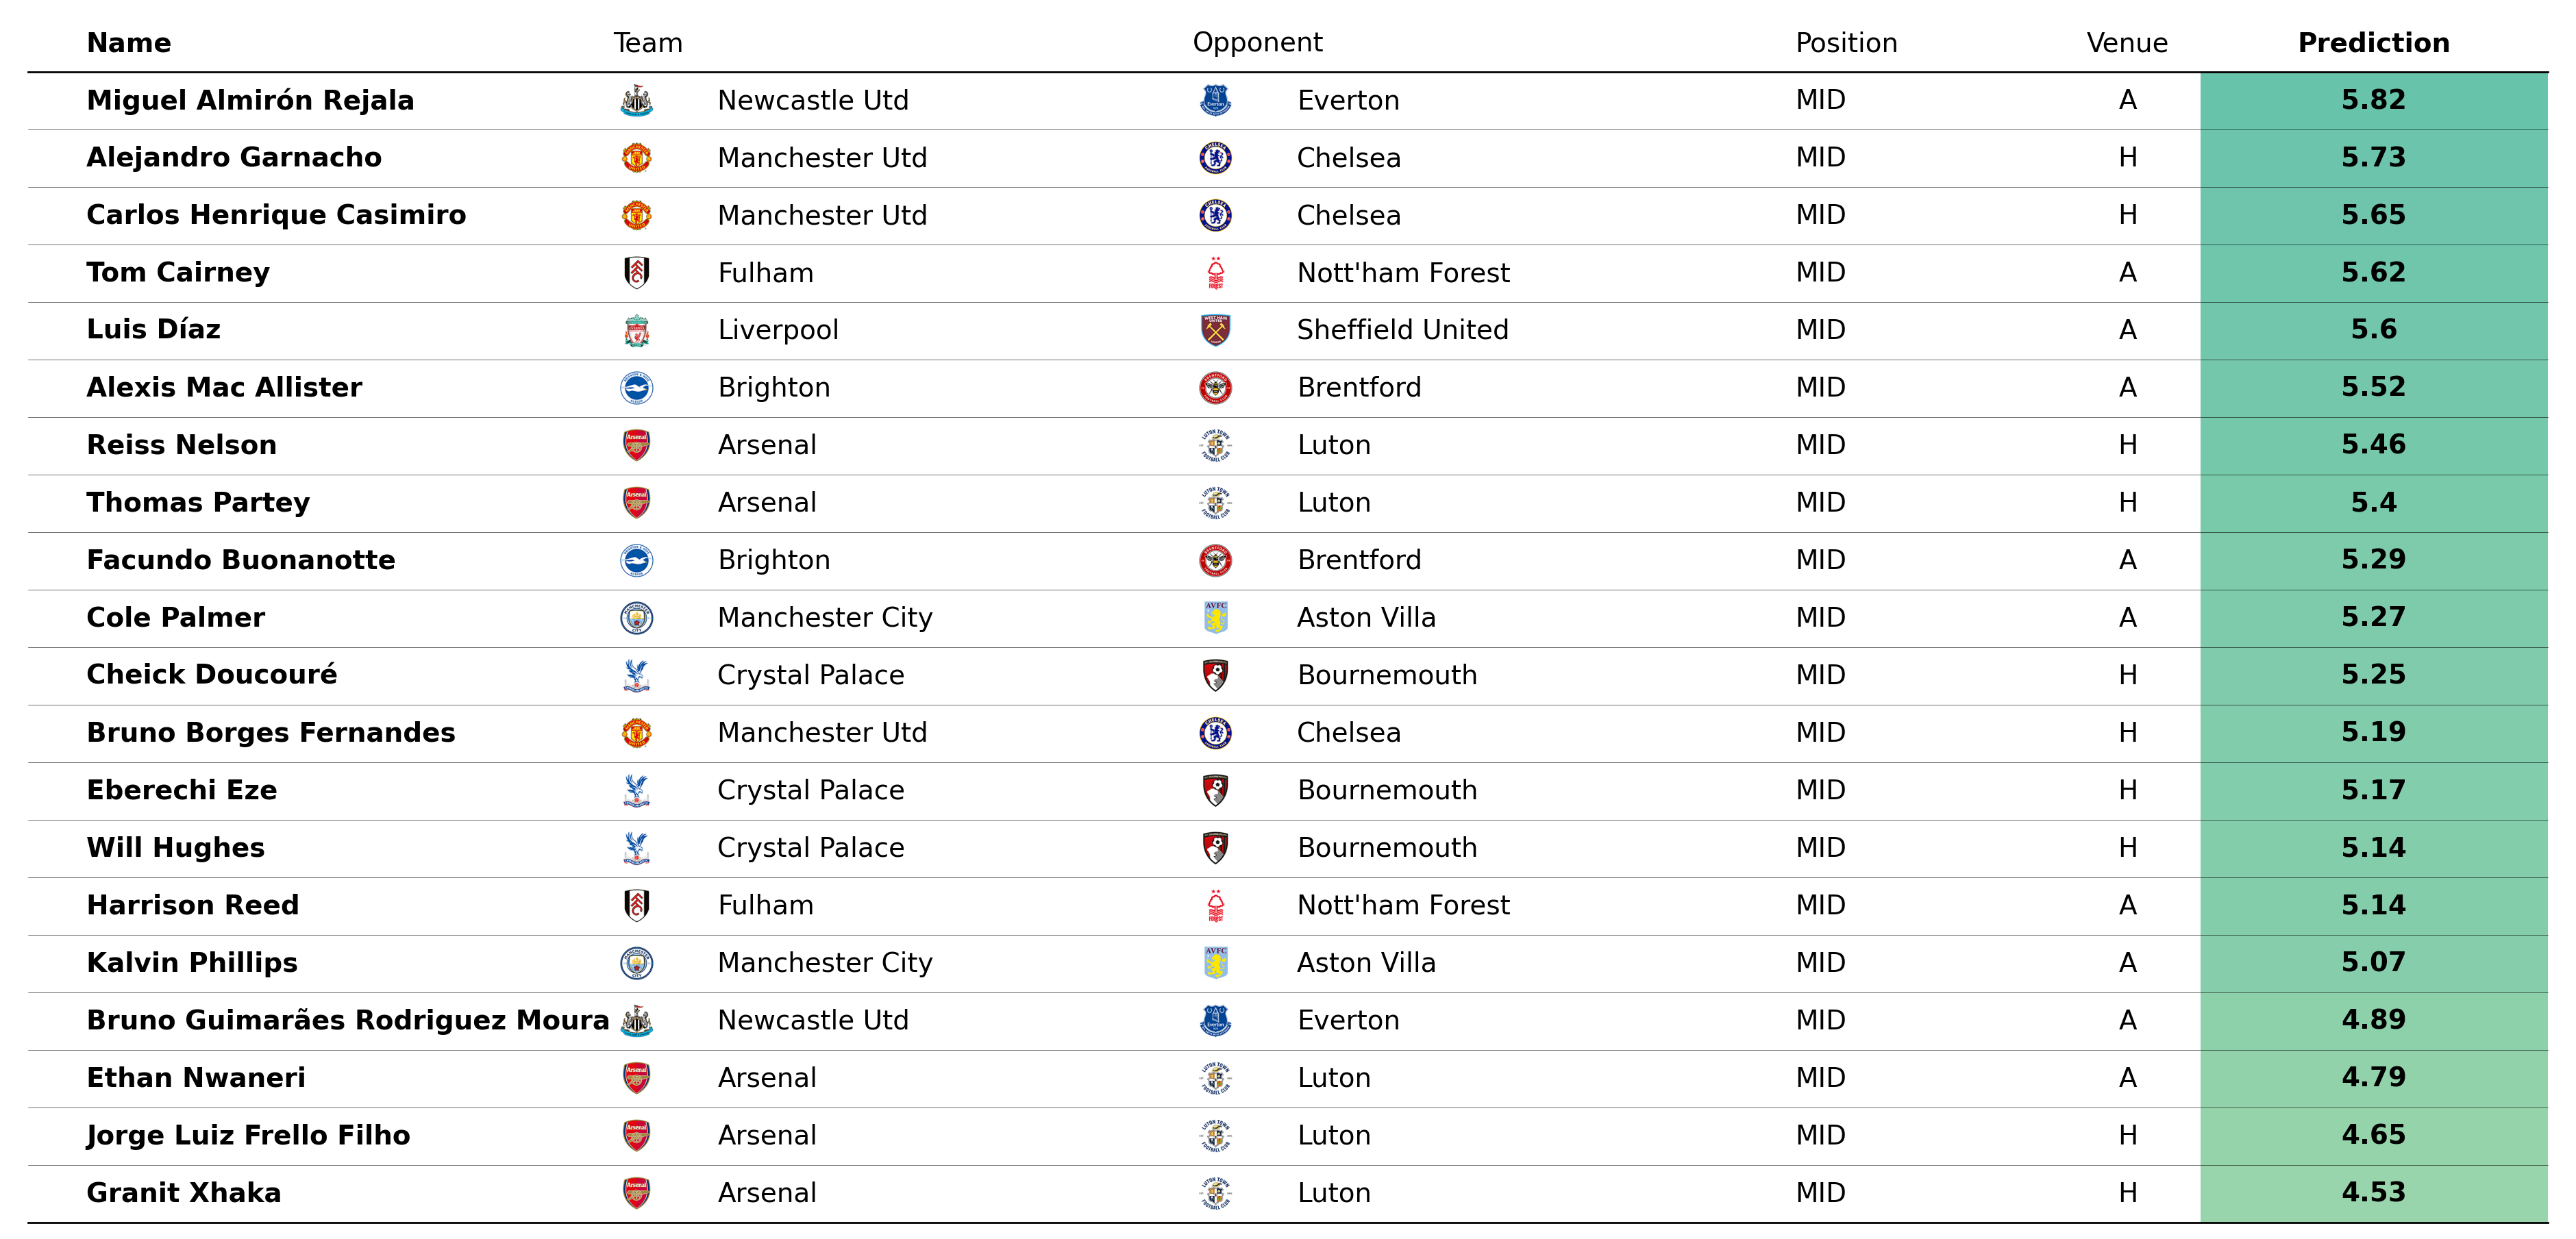 Name Team Opponent Position Venue Prediction
Miguel Almirón Rejala Newcastle Utd Everton MID A 5.82
Alejandro Garnacho Manchester Utd Chelsea MID H 5.73
Carlos Henrique Casimiro Manchester Utd Chelsea MID H 5.65
Tom Cairney Fulham Nott'ham Forest MID A 5.62
Luis Díaz Liverpool Sheffield United MID A 5.6
Alexis Mac Allister Brighton Brentford MID A 5.52
Reiss Nelson Arsenal Luton MID H 5.46
Thomas Partey Arsenal Luton MID H 5.4
Facundo Buonanotte Brighton Brentford MID A 5.29
Cole Palmer Manchester City Aston Villa MID A 5.27
Cheick Doucouré Crystal Palace Bournemouth MID H 5.25
Bruno Borges Fernandes Manchester Utd Chelsea MID H 5.19
Eberechi Eze Crystal Palace Bournemouth MID H 5.17
Will Hughes Crystal Palace Bournemouth MID H 5.14
Harrison Reed Fulham Nott'ham Forest MID A 5.14
Kalvin Phillips Manchester City Aston Villa MID A 5.07
Bruno Guimarães Rodriguez Moura Newcastle Utd Everton MID A 4.89
Ethan Nwaneri Arsenal Luton MID A 4.79
Jorge Luiz Frello Filho Arsenal Luton MID H 4.65
Granit Xhaka Arsenal Luton MID H 4.53